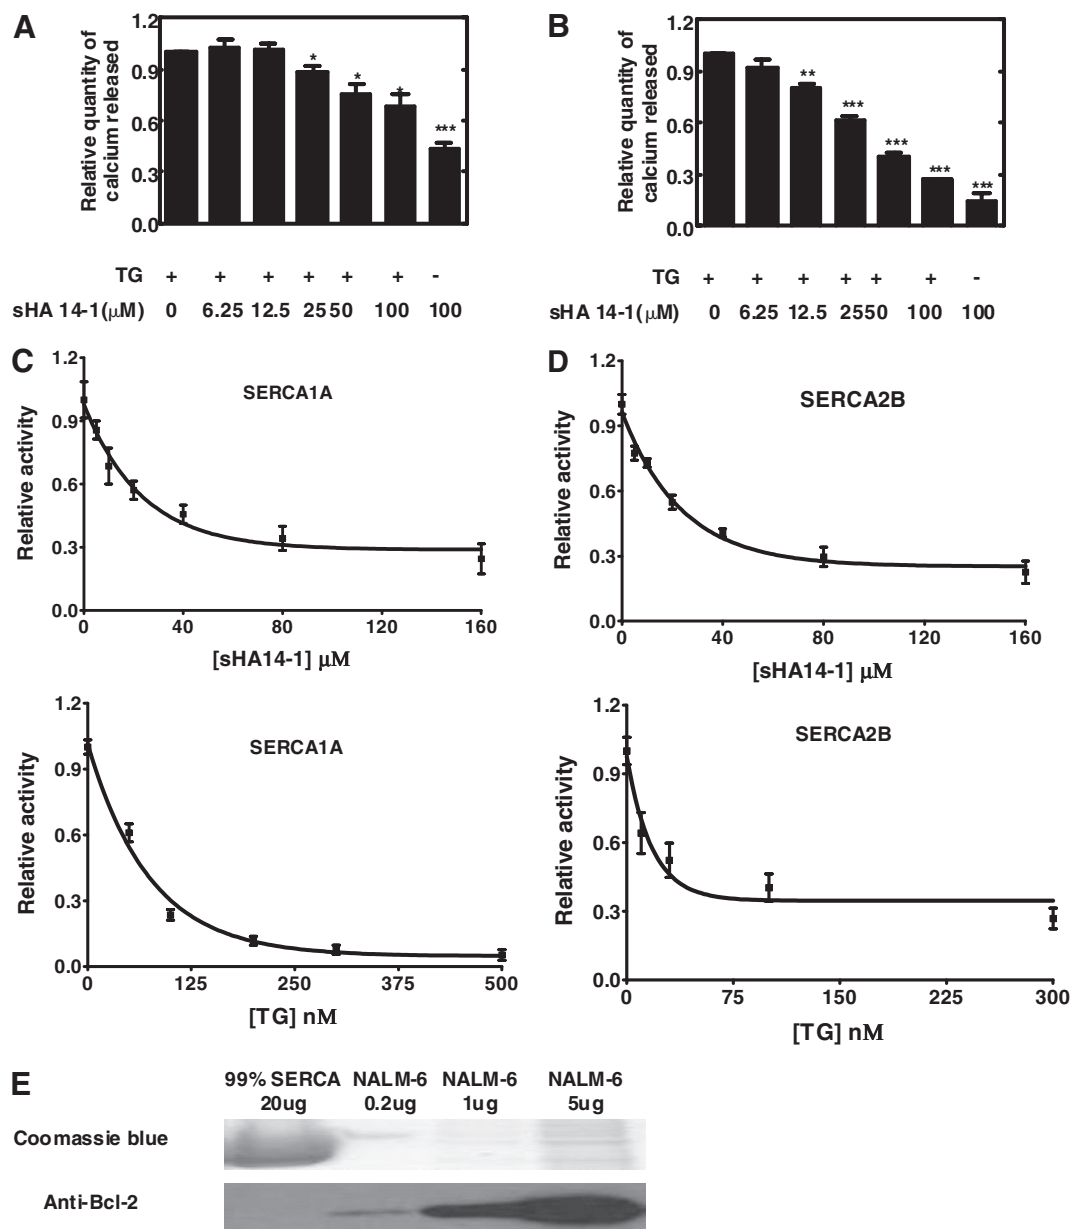 A
Relative quantity of
calcium released
1.2
0.9
0.6
0.3
0.0
*
*
*
***
TG + + + + + + -
sHA 14-1(µM) 0 6.25 12.5 25 50 100 100
B
Relative quantity of
calcium released
1.2
0.9
0.6
0.3
0.0
**
***
***
***
***
TG + + + + + + -
sHA 14-1(µM) 0 6.25 12.5 25 50 100 100
C
SERCA1A
Relative activity
1.2
0.9
0.6
0.3
0.0
0 40 80 120 160
[sHA14-1] µM
D
SERCA2B
Relative activity
1.2
0.9
0.6
0.3
0.0
0 40 80 120 160
[sHA14-1] µM
SERCA1A
Relative activity
1.2
0.9
0.6
0.3
0.0
0 125 250 375 500
[TG] nM
SERCA2B
Relative activity
1.2
0.9
0.6
0.3
0.0
0 75 150 225 300
[TG] nM
E
99% SERCA NALM-6 NALM-6 NALM-6
20ug 0.2ug 1ug 5ug
Coomassie blue
Anti-Bcl-2